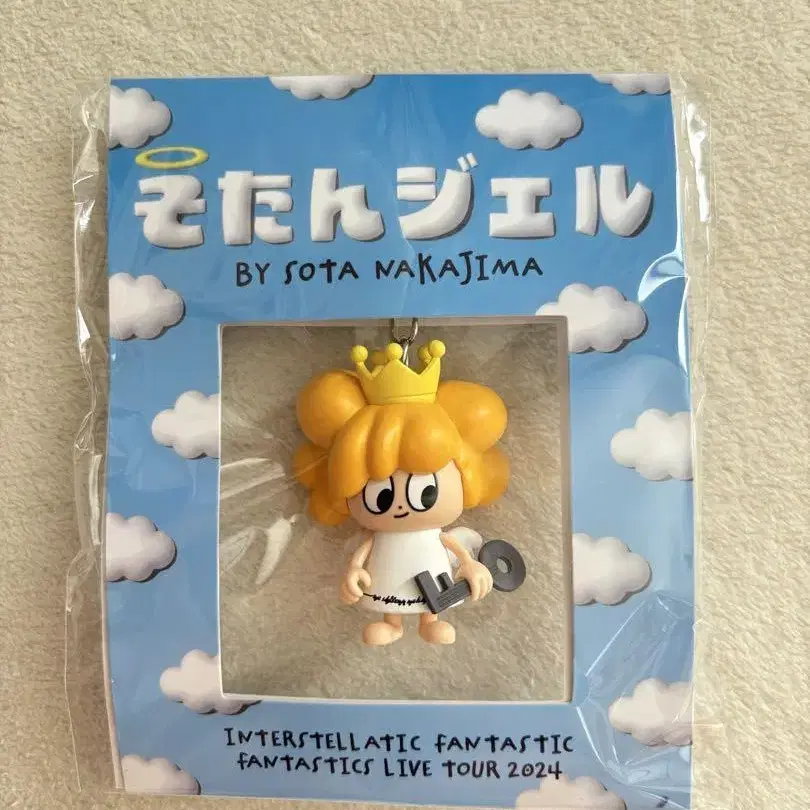 そたんジェル
BY SOTA NAKAJIMA
INTERSTELLATIC FANTASTIC
FANTASTICS LIVE TOUR 2024